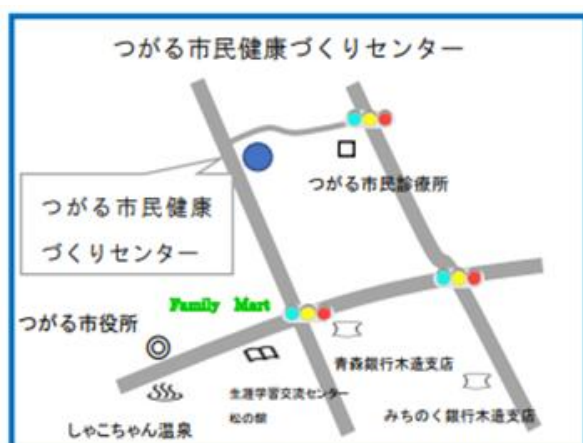 つがる市民健康づくりセンター
つがる市民診療所
つがる市民健康
づくりセンター
Family Mart
つがる市役所
青森銀行木造支店
生涯学習交流センター
松の館
みちのく銀行木造支店
しゃこちゃん温泉